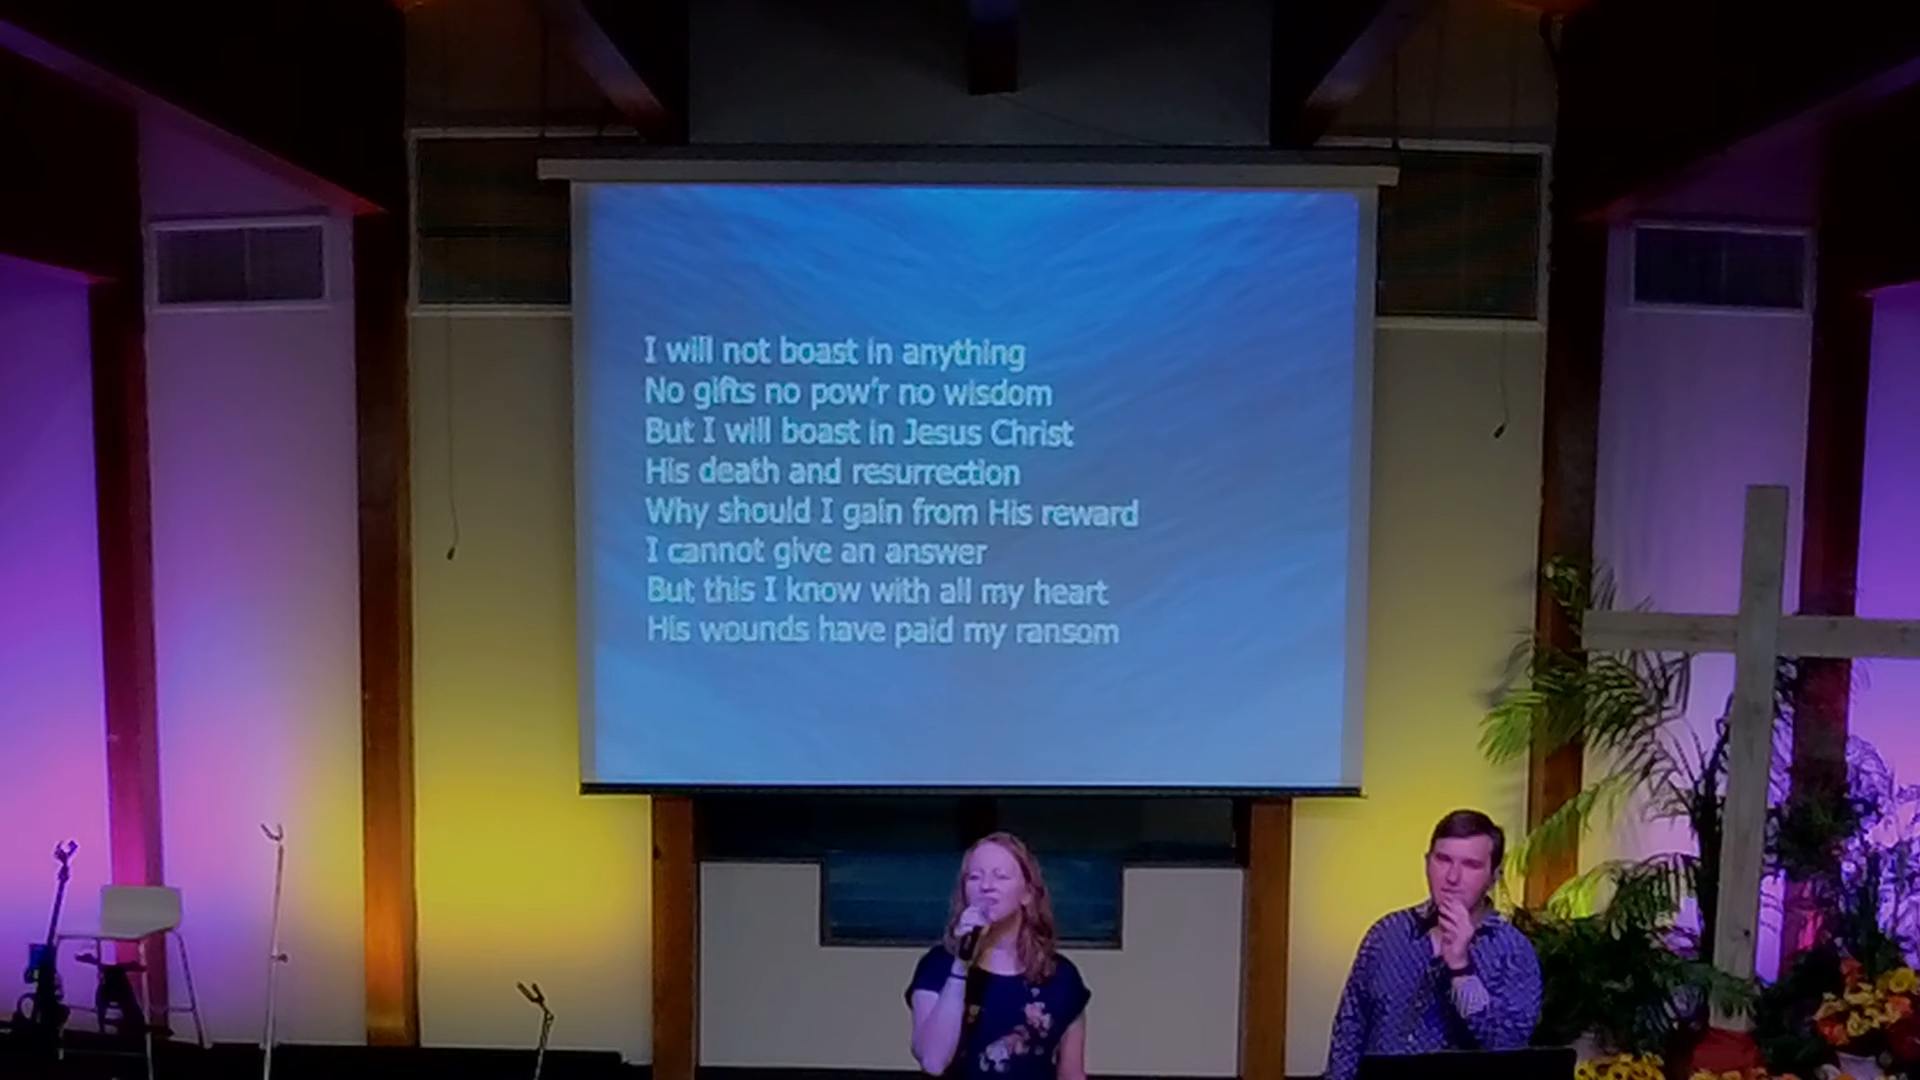 I will not boast in anything
No gifts no pow'r no wisdom
But I will boast in Jesus Christ
His death and resurrection
Why should I gain from His reward
I cannot give an answer
But this I know with all my heart
His wounds have paid my ransom